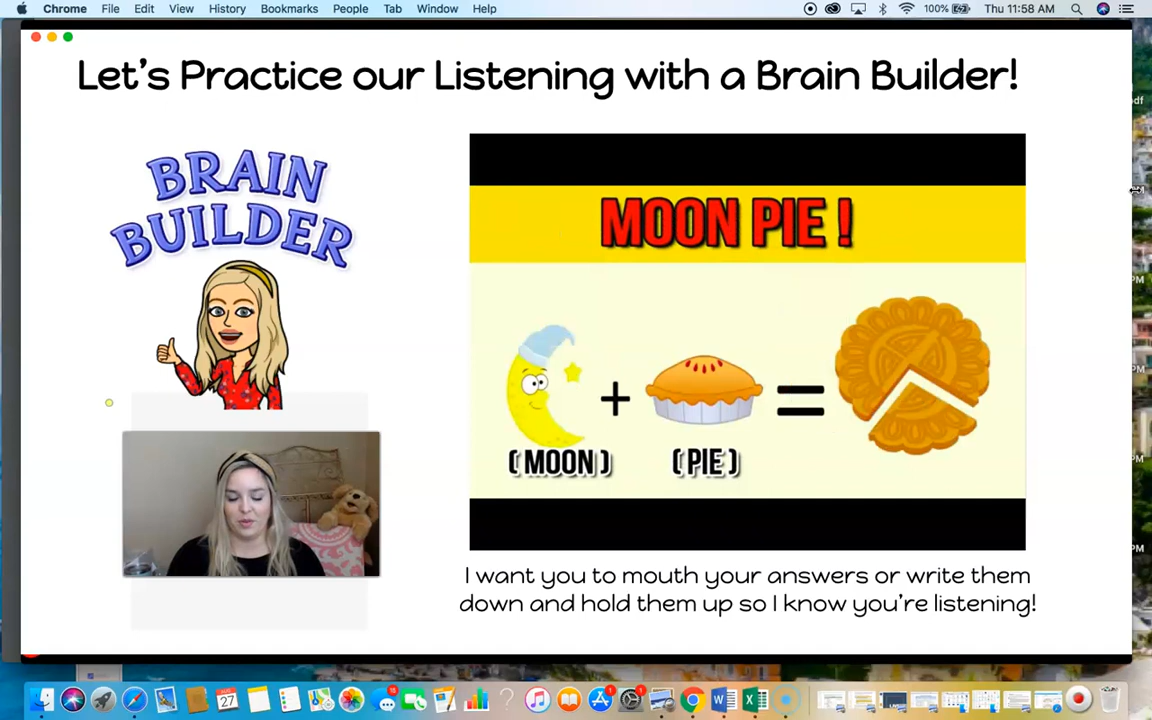 Chrome File Edit View History Bookmarks People Tab Window Help 100% Thu 11:58 AM
Let's Practice our Listening with a Brain Builder!
BRAIN
BUILDER
MOON PIE !
+ =
(MOON) (PIE)
I want you to mouth your answers or write them
down and hold them up so I know you're listening!